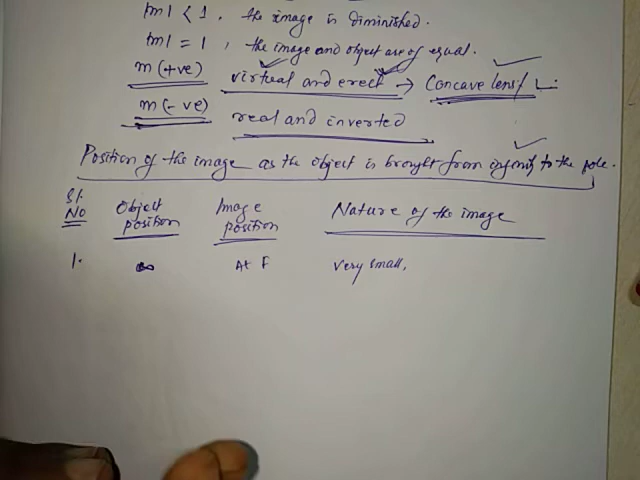 |m| < 1, the image is diminished.
|m| = 1, the image and object are of equal.
m (+ve) virtual and erect → Concave lens/
m (- ve) real and inverted
Position of the image as the object is brought from infinity to the pole.
Sl. NO Object position Image position Nature of the image
1. ∞ At F Very small,